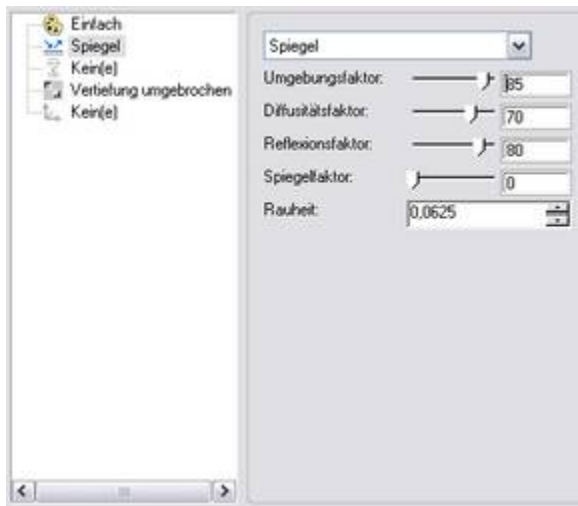 Einfach
Spiegel
Kein(e)
Vertiefung umgebrochen
Kein(e)
Spiegel
Umgebungsfaktor: 85
Diffusitätsfaktor: 70
Reflexionsfaktor: 80
Spiegelfaktor: 0
Rauheit: 0,0625